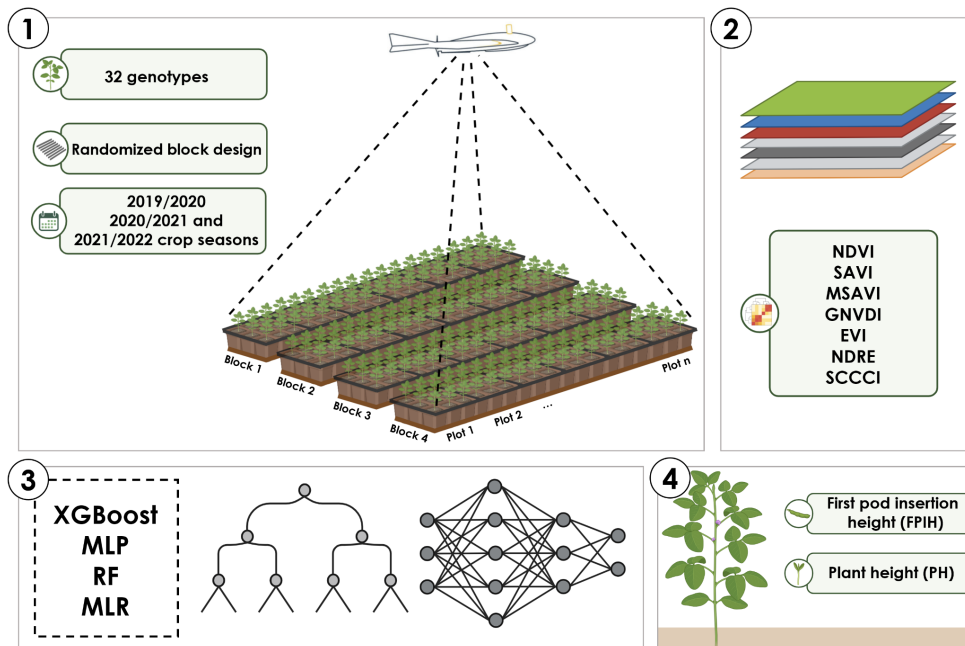 1
32 genotypes
Randomized block design
2019/2020
2020/2021 and
2021/2022 crop seasons
Block 1
Block 2
Block 3
Block 4
Plot 1
Plot 2
...
Plot n
2
NDVI
SAVI
MSAVI
GNVDI
EVI
NDRE
SCCCI
3
XGBoost
MLP
RF
MLR
4
First pod insertion
height (FPIH)
Plant height (PH)